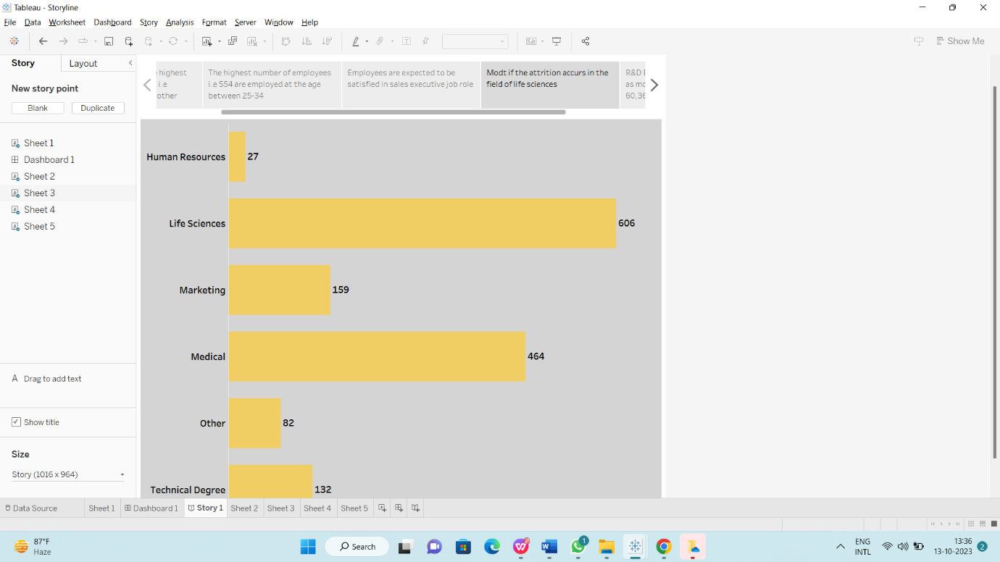 Tableau - Storyline
File Data Worksheet Dashboard Story Analysis Format Server Window Help
Show Me
Story Layout
New story point
Blank Duplicate
Sheet 1
Dashboard 1
Sheet 2
Sheet 3
Sheet 4
Sheet 5
A Drag to add text
Show title
Size
Story (1016 x 964)
highest
i.e
other
The highest number of employees
i.e 554 are employed at the age
between 25-34
Employees are expected to be
satisfied in sales executive job role
Modt if the attrition accurs in the
field of life sciences
R&D
as
60,36
Human Resources 27
Life Sciences 606
Marketing 159
Medical 464
Other 82
Technical Degree 132
Data Source Sheet 1 Dashboard 1 Story 1 Sheet 2 Sheet 3 Sheet 4 Sheet 5
87°F
Haze
Search
1
ENG
INTL
13:36
13-10-2023
2